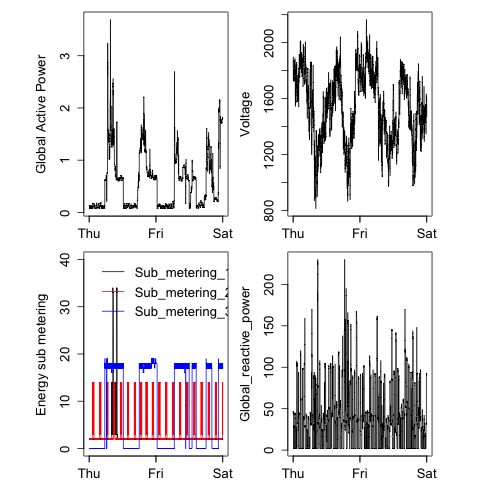 Global Active Power
0
1
2
3
Thu
Fri
Sat
Voltage
800
1200
1600
2000
Thu
Fri
Sat
Energy sub metering
0
10
20
30
40
Sub_metering_1
Sub_metering_2
Sub_metering_3
Thu
Fri
Sat
Global_reactive_power
0
50
100
150
200
Thu
Fri
Sat